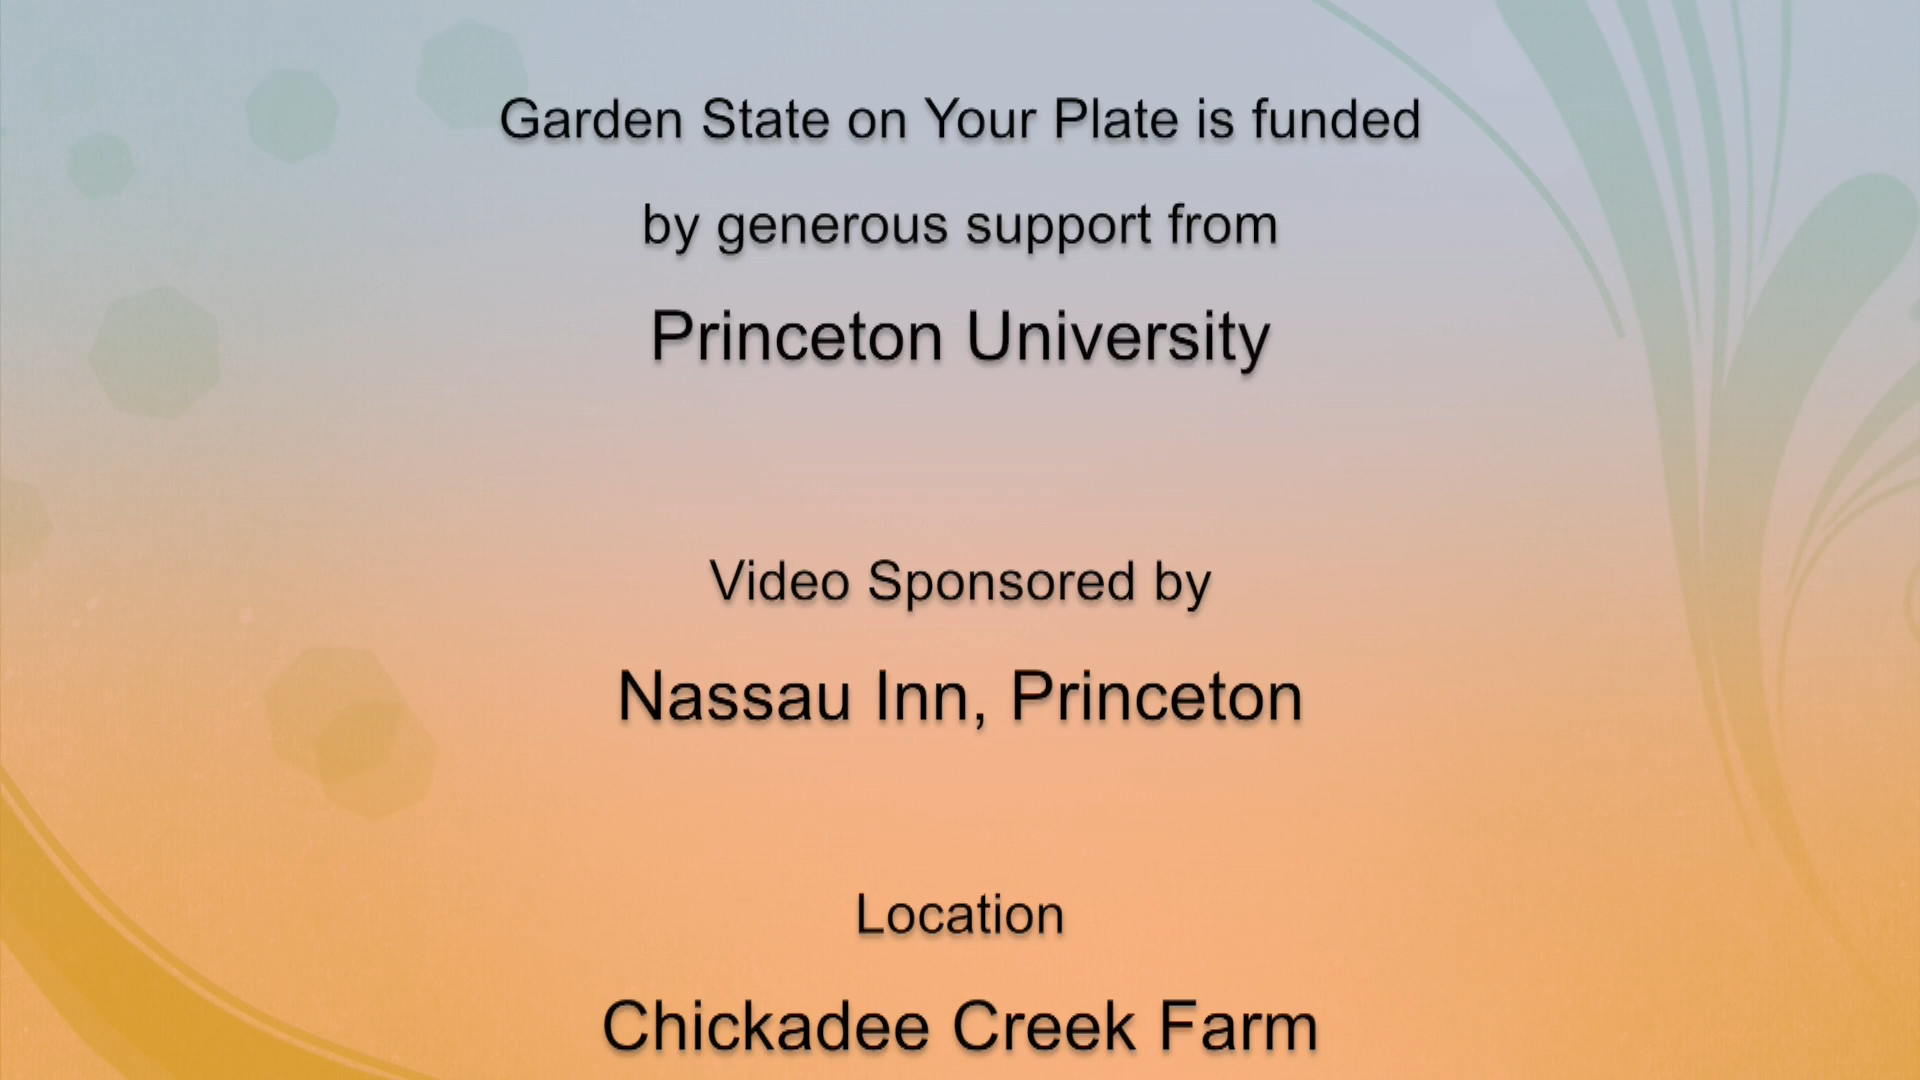 Garden State on Your Plate is funded
by generous support from
Princeton University
Video Sponsored by
Nassau Inn, Princeton
Location
Chickadee Creek Farm